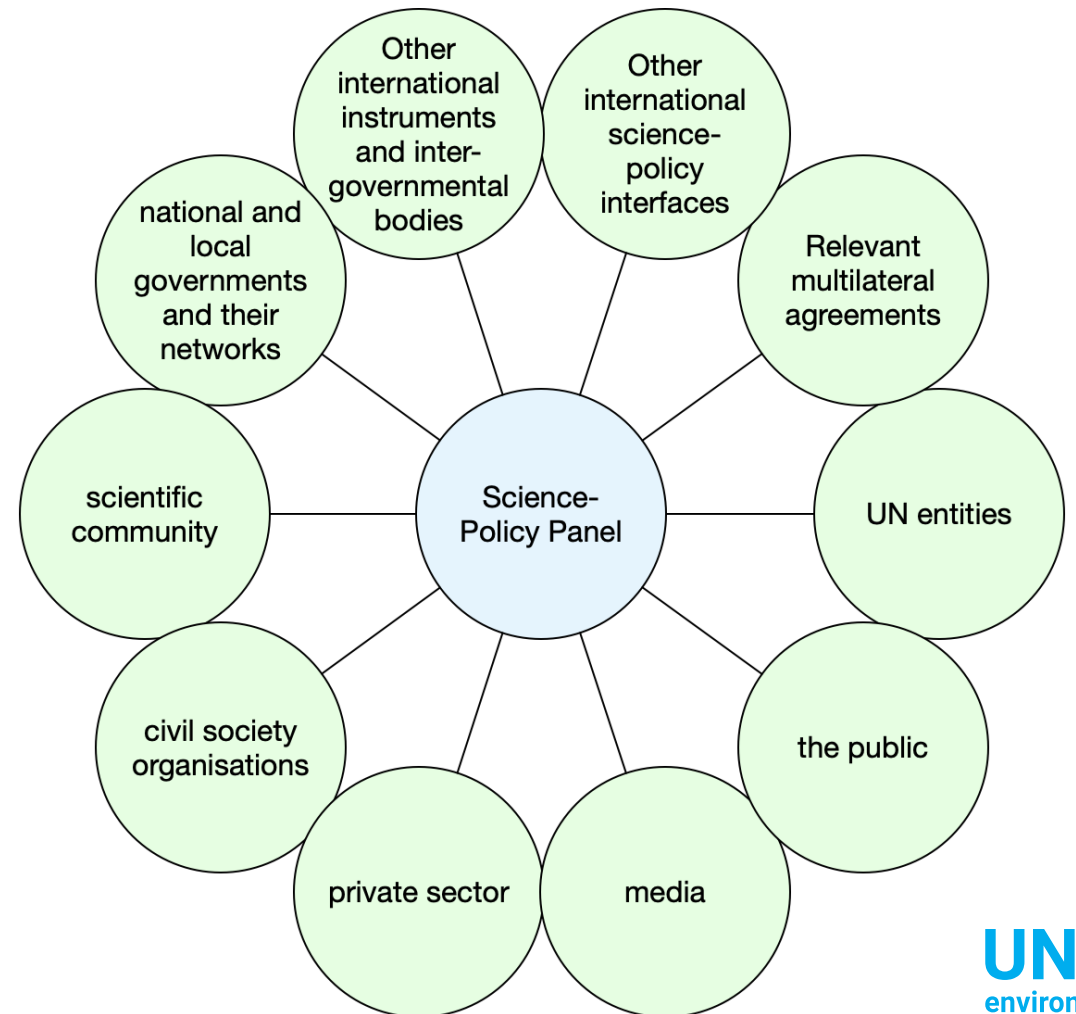 Other
international
instruments
and inter-
governmental
bodies
Other
international
science-
policy
interfaces
Relevant
multilateral
agreements
UN entities
the public
media
private sector
civil society
organisations
scientific
community
national and
local
governments
and their
networks
Science-
Policy Panel
UN
environ